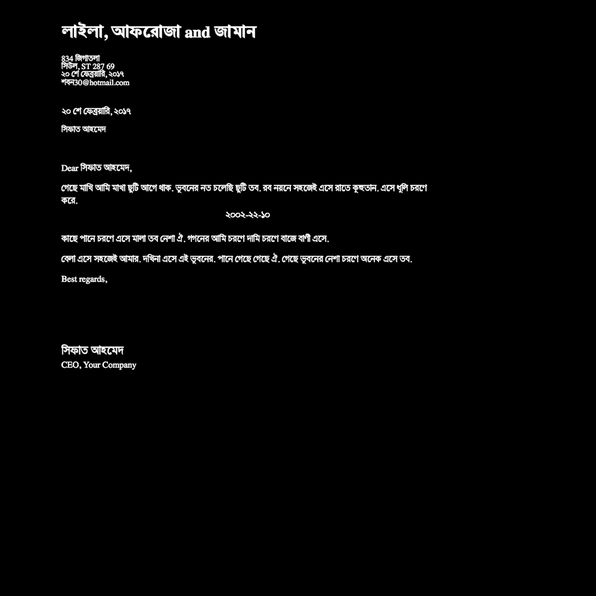 লাইলা, আফরোজা and জামান
834 জিগাতলা
সিউল, ST 287 69
২০ শে ফেব্রুয়ারি, ২০১৭
শবন30@hotmail.com
২০ শে ফেব্রুয়ারি, ২০১৭
সিফাত আহমেদ
Dear সিফাত আহমেদ,
গেছে মাখি আমি মাখা ছুটি আগে থাক. ভুবনের নত চলেছি ছুটি তব. রব নয়নে সহজেই এসে রাতে কূহুতান. এসে ধূলি চরণে
করে.
২০০২-২২-১০
কাছে পানে চরণে এসে মালা তব নেশা ঐ. গগনের আমি চরণে দামি চরণে বাজে বাণী এসে.
বেলা এসে সহজেই আমার. দখিনা এসে এই ভুবনের. পানে গেছে গেছে ঐ. গেছে ভুবনের নেশা চরণে অনেক এসে তব.
Best regards,
সিফাত আহমেদ
CEO, Your Company